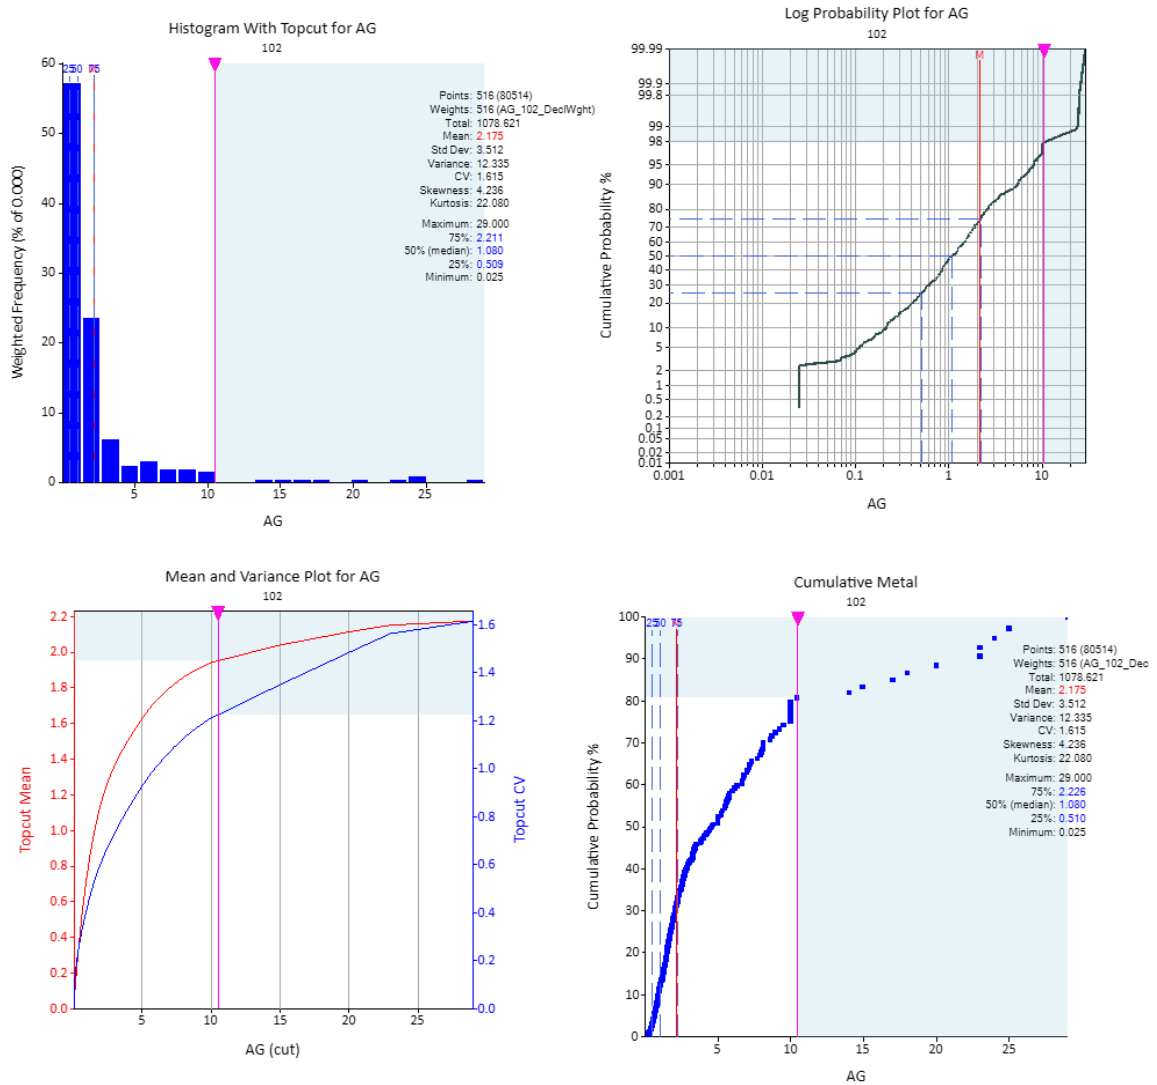 Histogram With Topcut for AG
102
25
50
75
60
50
40
30
20
10
0
Weighted Frequency (% of 0.000)
Points: 516 (80514)
Weights: 516 (AG_102_DeclWght)
Total: 1078.621
Mean: 2.175
Std Dev: 3.512
Variance: 12.335
CV: 1.615
Skewness: 4.236
Kurtosis: 22.080
Maximum: 29.000
75%: 2.211
50% (median): 1.080
25%: 0.509
Minimum: 0.025
5 10 15 20 25
AG
Log Probability Plot for AG
102
M
99.99
99.9
99.8
99
98
95
90
80
70
60
50
40
30
20
10
5
2
1
0.5
0.2
0.1
0.05
0.02
0.01
Cumulative Probability %
0.001 0.01 0.1 1 10
AG
Mean and Variance Plot for AG
102
2.2
2.0
1.8
1.6
1.4
1.2
1.0
0.8
0.6
0.4
0.2
0.0
Topcut Mean
1.6
1.4
1.2
1.0
0.8
0.6
0.4
0.2
0.0
Topcut CV
5 10 15 20 25
AG (cut)
Cumulative Metal
102
25
50
75
100
90
80
70
60
50
40
30
20
10
0
Cumulative Probability %
Points: 516 (80514)
Weights: 516 (AG_102_Dec
Total: 1078.621
Mean: 2.175
Std Dev: 3.512
Variance: 12.335
CV: 1.615
Skewness: 4.236
Kurtosis: 22.080
Maximum: 29.000
75%: 2.226
50% (median): 1.080
25%: 0.510
Minimum: 0.025
5 10 15 20 25
AG